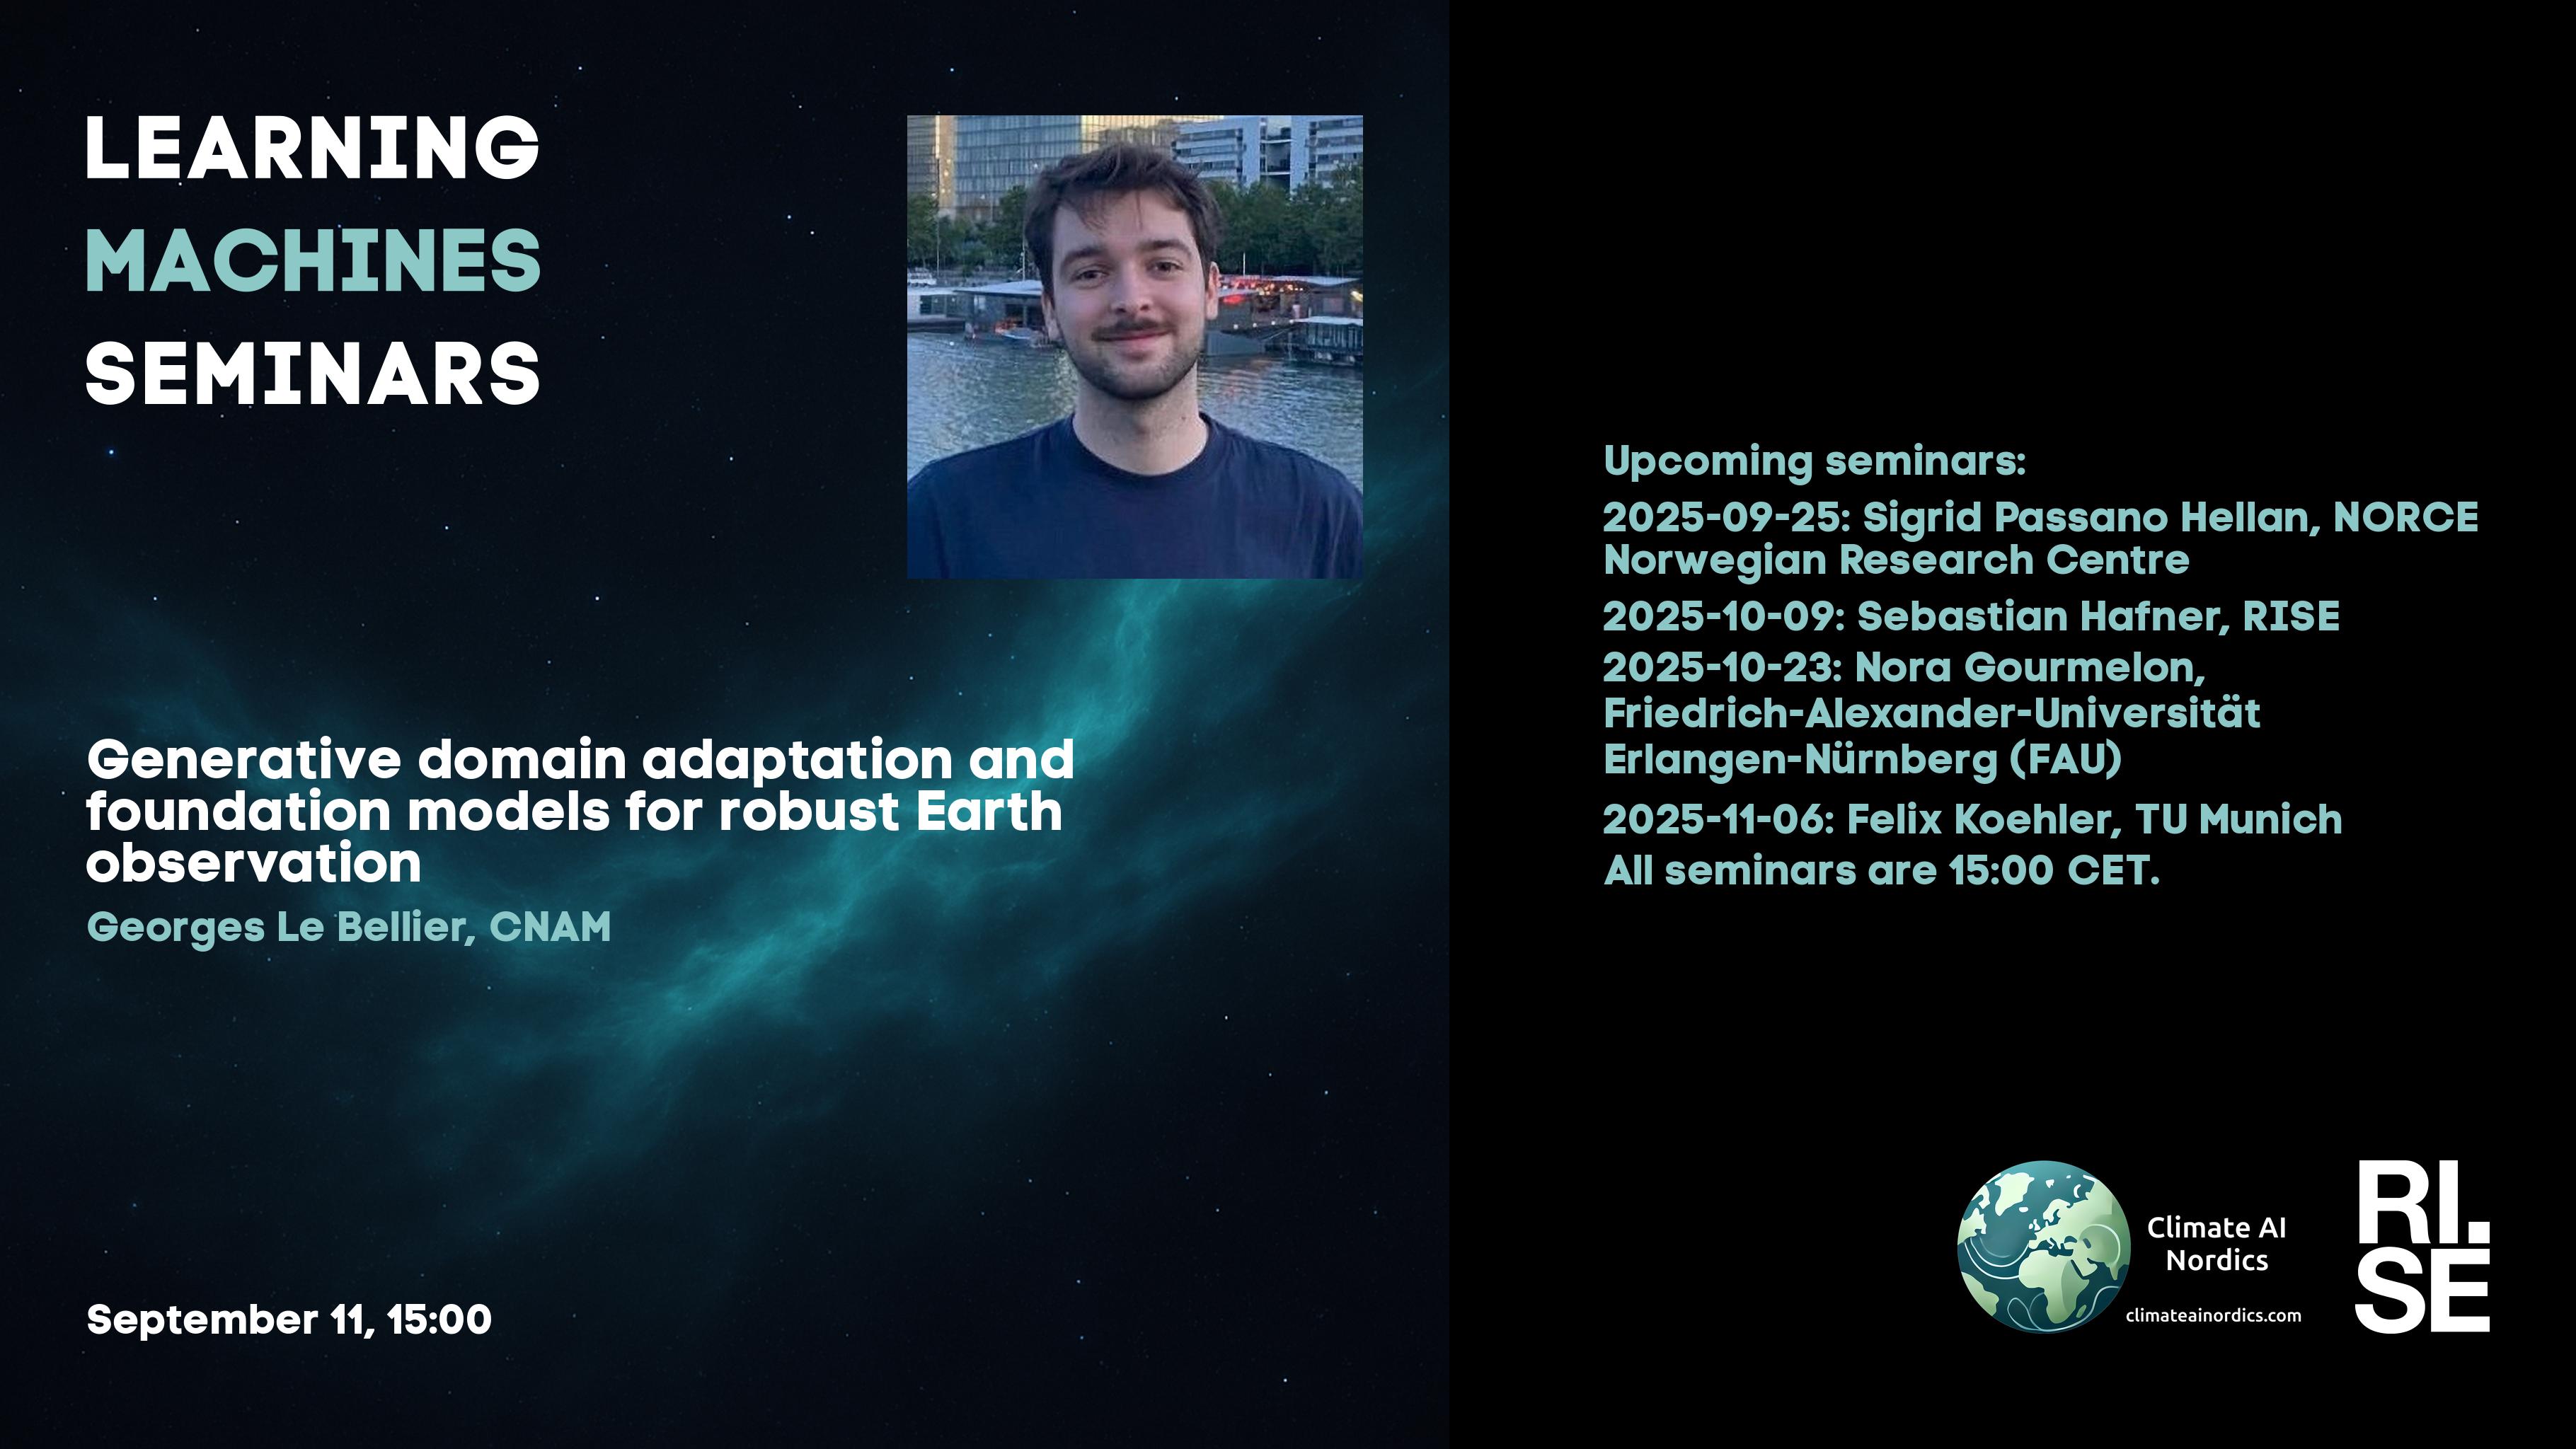 LEARNING
MACHINES
SEMINARS
Generative domain adaptation and
foundation models for robust Earth
observation
Georges Le Bellier, CNAM
September 11, 15:00
Upcoming seminars:
2025-09-25: Sigrid Passano Hellan, NORCE
Norwegian Research Centre
2025-10-09: Sebastian Hafner, RISE
2025-10-23: Nora Gourmelon,
Friedrich-Alexander-Universität
Erlangen-Nürnberg (FAU)
2025-11-06: Felix Koehler, TU Munich
All seminars are 15:00 CET.
Climate AI
Nordics
climateainordics.com
RI.
SE